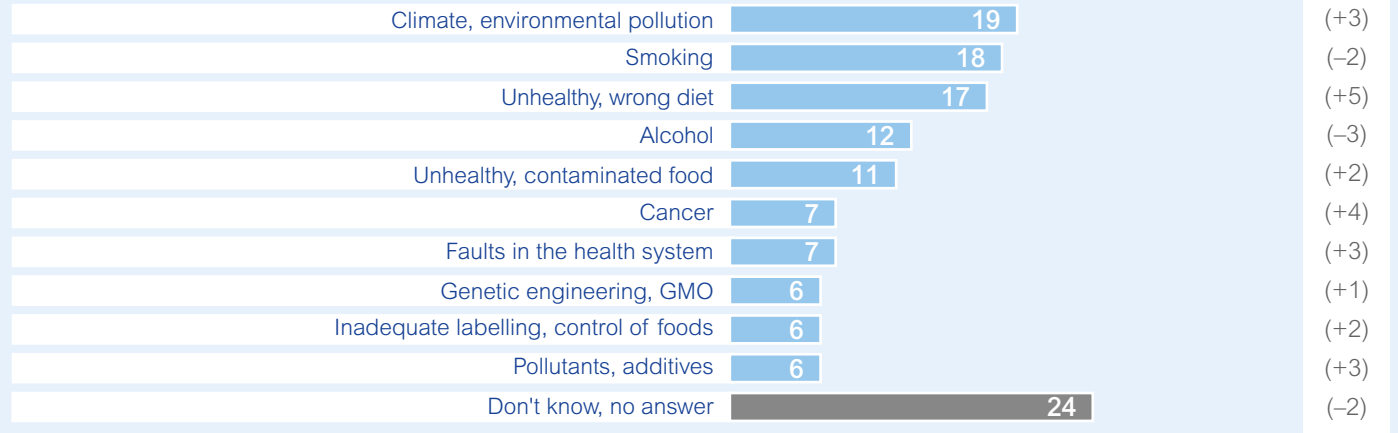 Climate, environmental pollution 19 (+3)
Smoking 18 (–2)
Unhealthy, wrong diet 17 (+5)
Alcohol 12 (–3)
Unhealthy, contaminated food 11 (+2)
Cancer 7 (+4)
Faults in the health system 7 (+3)
Genetic engineering, GMO 6 (+1)
Inadequate labelling, control of foods 6 (+2)
Pollutants, additives 6 (+3)
Don't know, no answer 24 (–2)